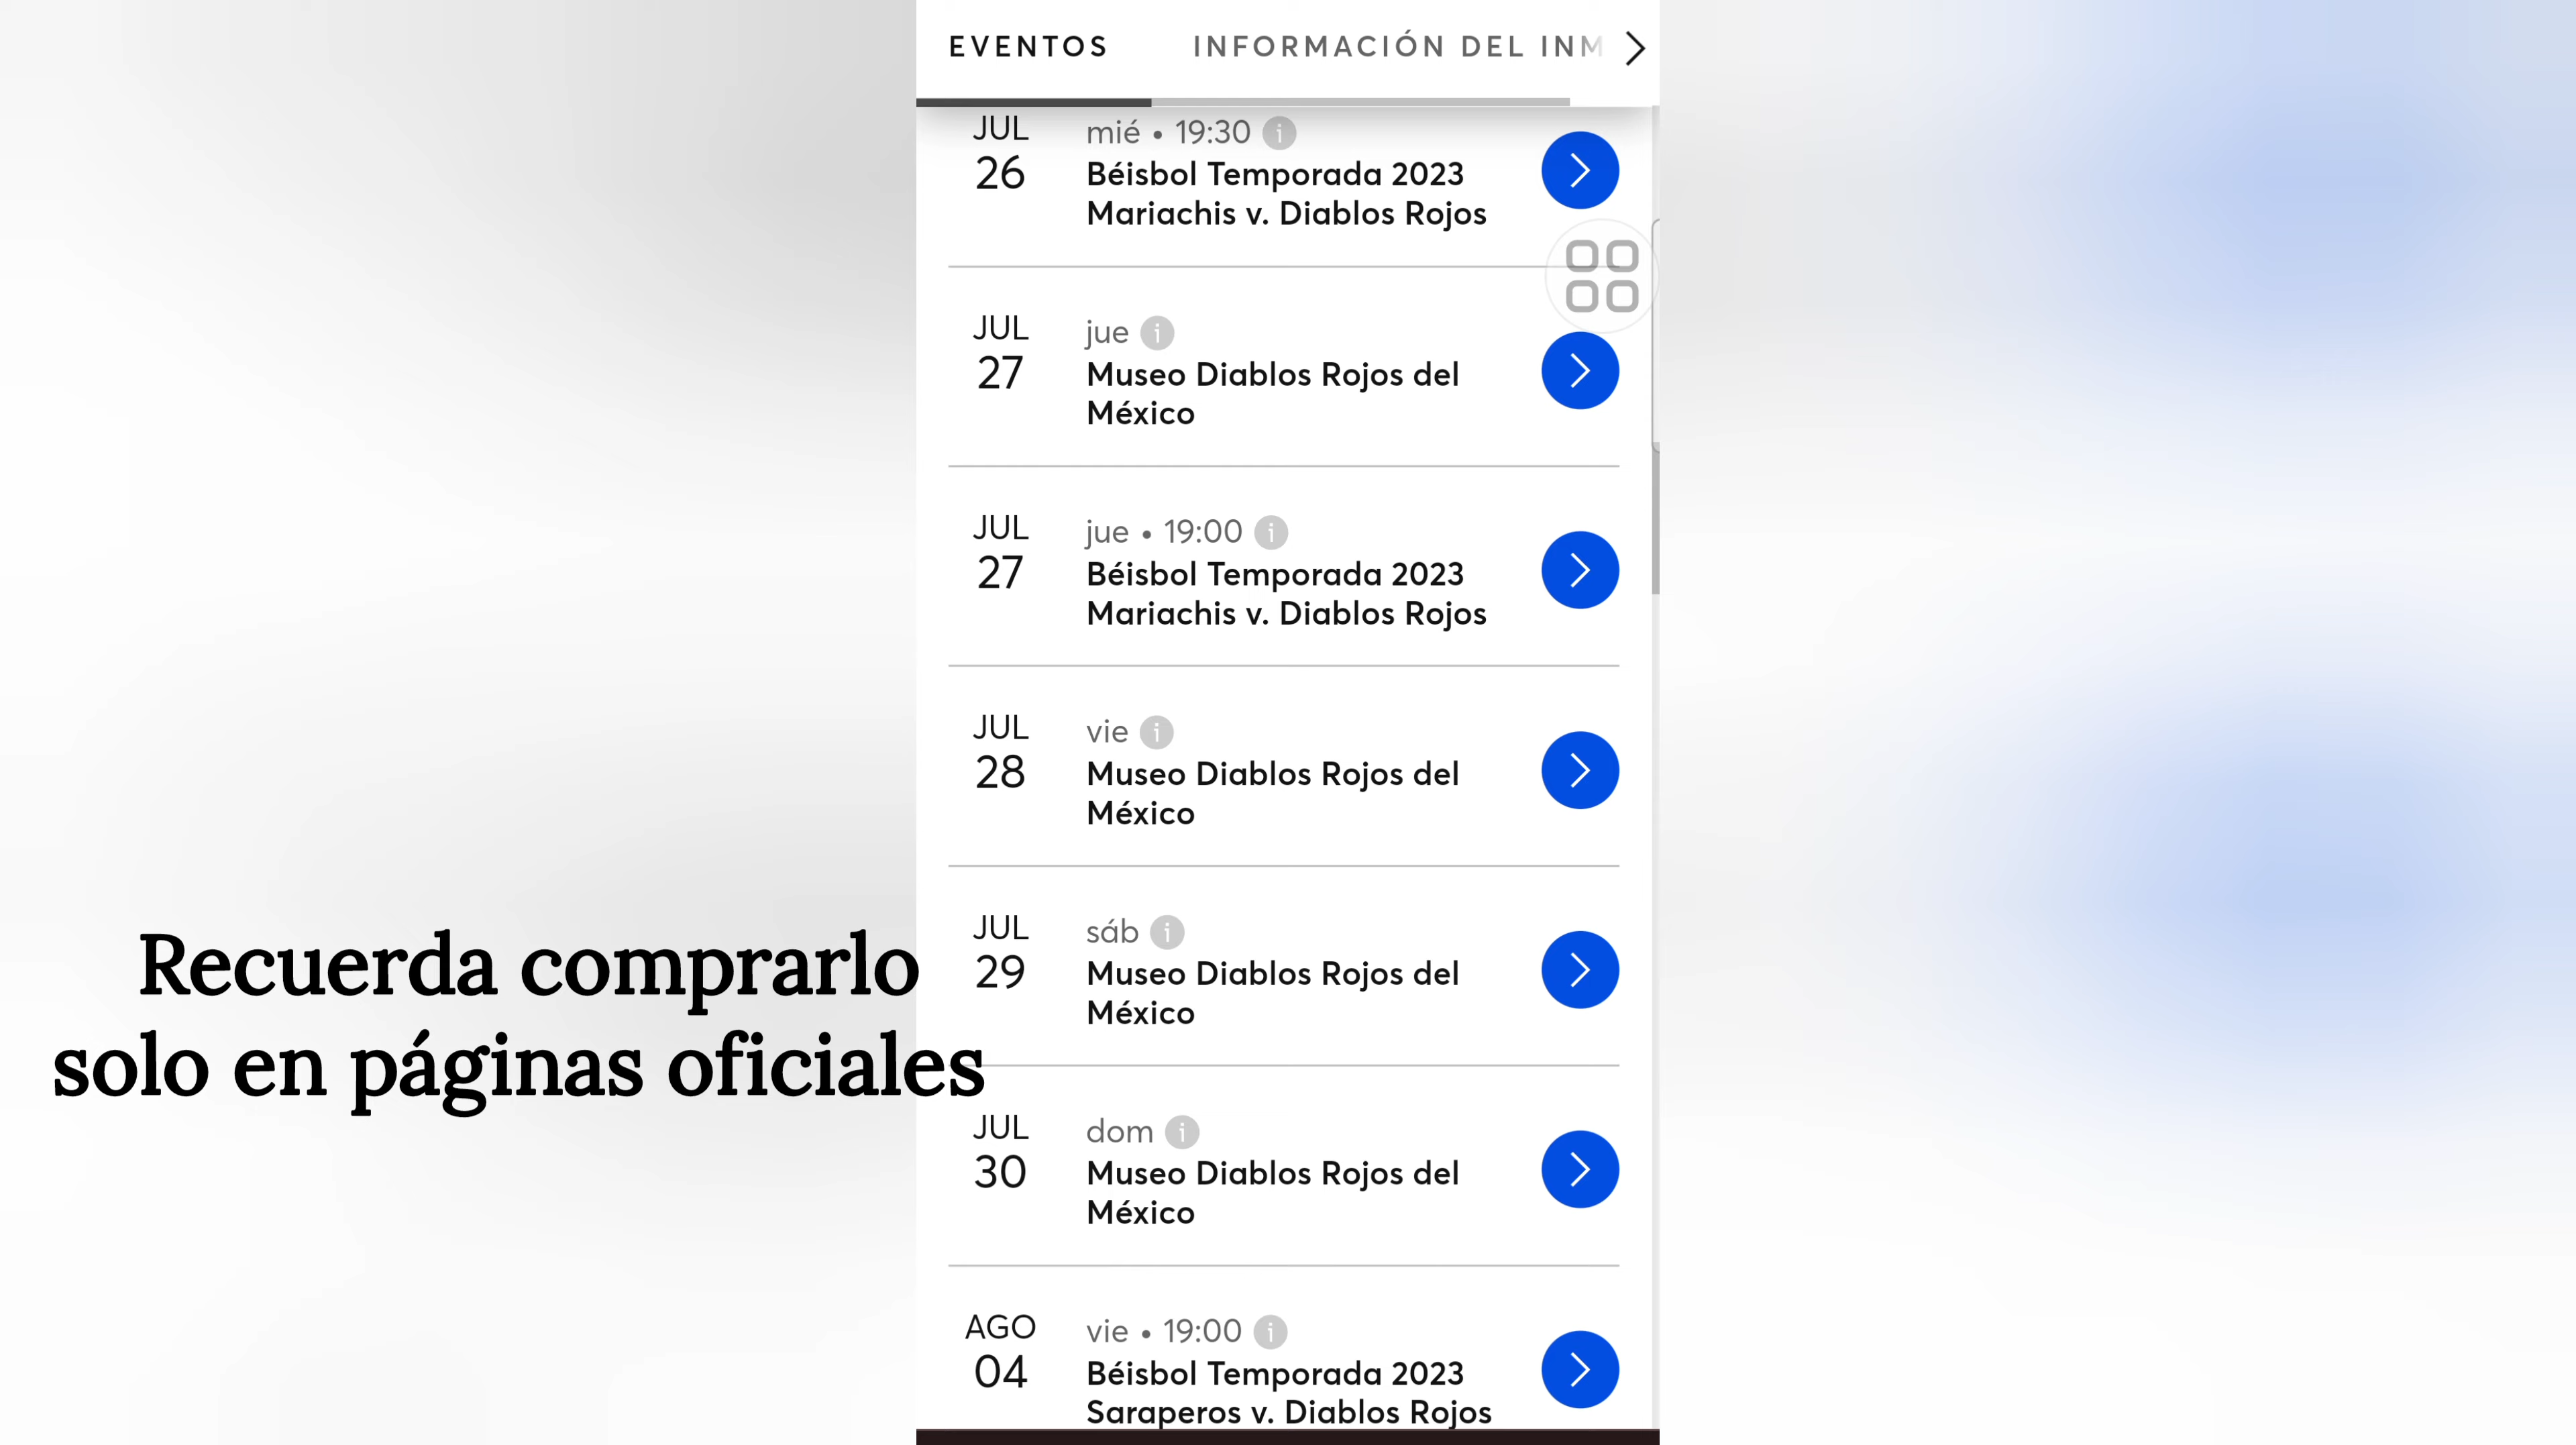 EVENTOS
INFORMACIÓN DEL INM
JUL
26
mié • 19:30
Béisbol Temporada 2023
Mariachis v. Diablos Rojos
JUL
27
jue
Museo Diablos Rojos del
México
JUL
27
jue • 19:00
Béisbol Temporada 2023
Mariachis v. Diablos Rojos
JUL
28
vie
Museo Diablos Rojos del
México
JUL
29
sáb
Museo Diablos Rojos del
México
JUL
30
dom
Museo Diablos Rojos del
México
AGO
04
vie • 19:00
Béisbol Temporada 2023
Saraperos v. Diablos Rojos
Recuerda comprarlo
solo en páginas oficiales